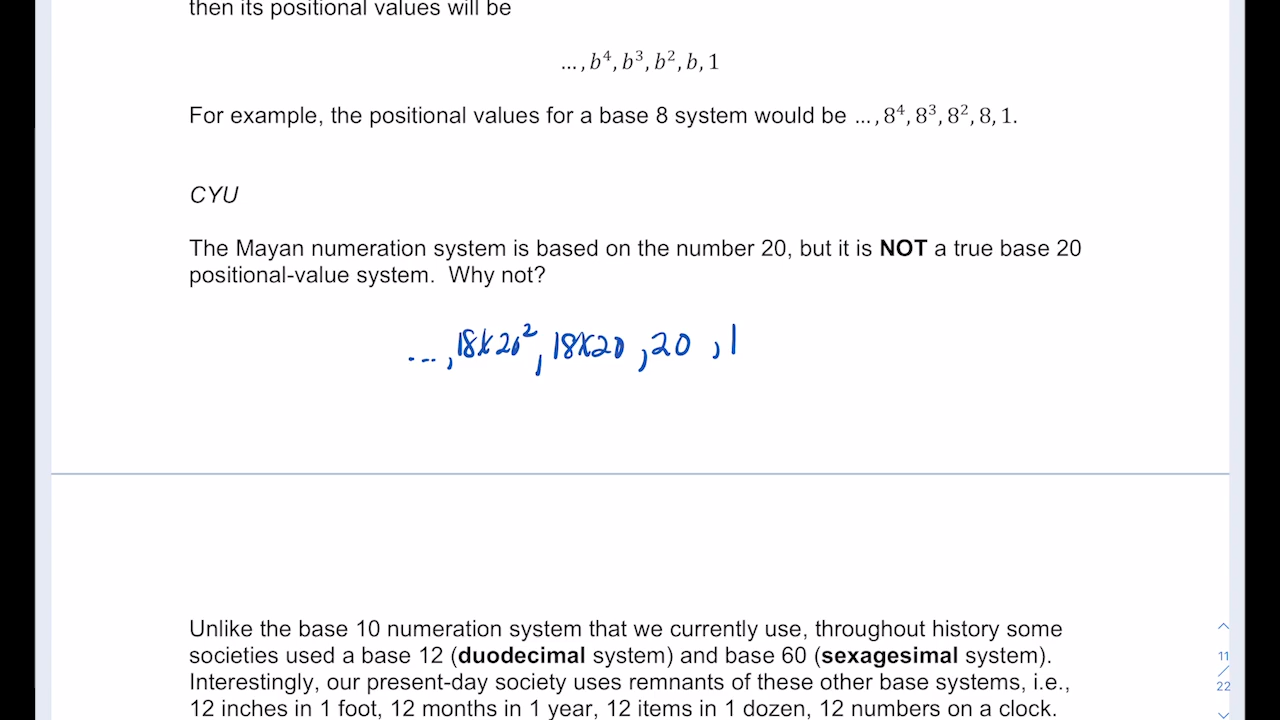 then its positional values will be
…, b⁴, b³, b², b, 1
For example, the positional values for a base 8 system would be …, 8⁴, 8³, 8², 8, 1.
CYU
The Mayan numeration system is based on the number 20, but it is NOT a true base 20
positional-value system.  Why not?
..., 18×20², 18×20, 20, 1
Unlike the base 10 numeration system that we currently use, throughout history some
societies used a base 12 (duodecimal system) and base 60 (sexagesimal system).
11
Interestingly, our present-day society uses remnants of these other base systems, i.e.,
22
12 inches in 1 foot, 12 months in 1 year, 12 items in 1 dozen, 12 numbers on a clock.